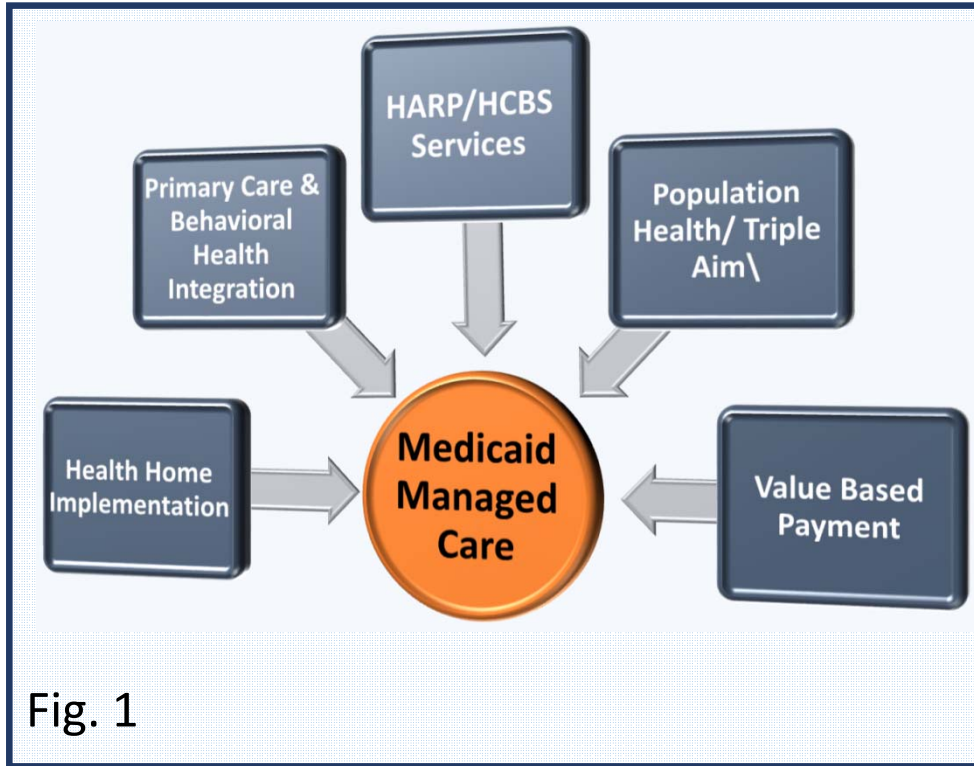 HARP/HCBS
Services
Primary Care &
Behavioral
Health
Integration
Population
Health/ Triple
Aim\
Health Home
Implementation
Medicaid
Managed
Care
Value Based
Payment
Fig. 1